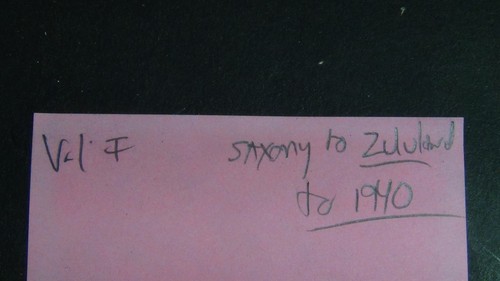 Vol. I saxony to Zululand
to 1940